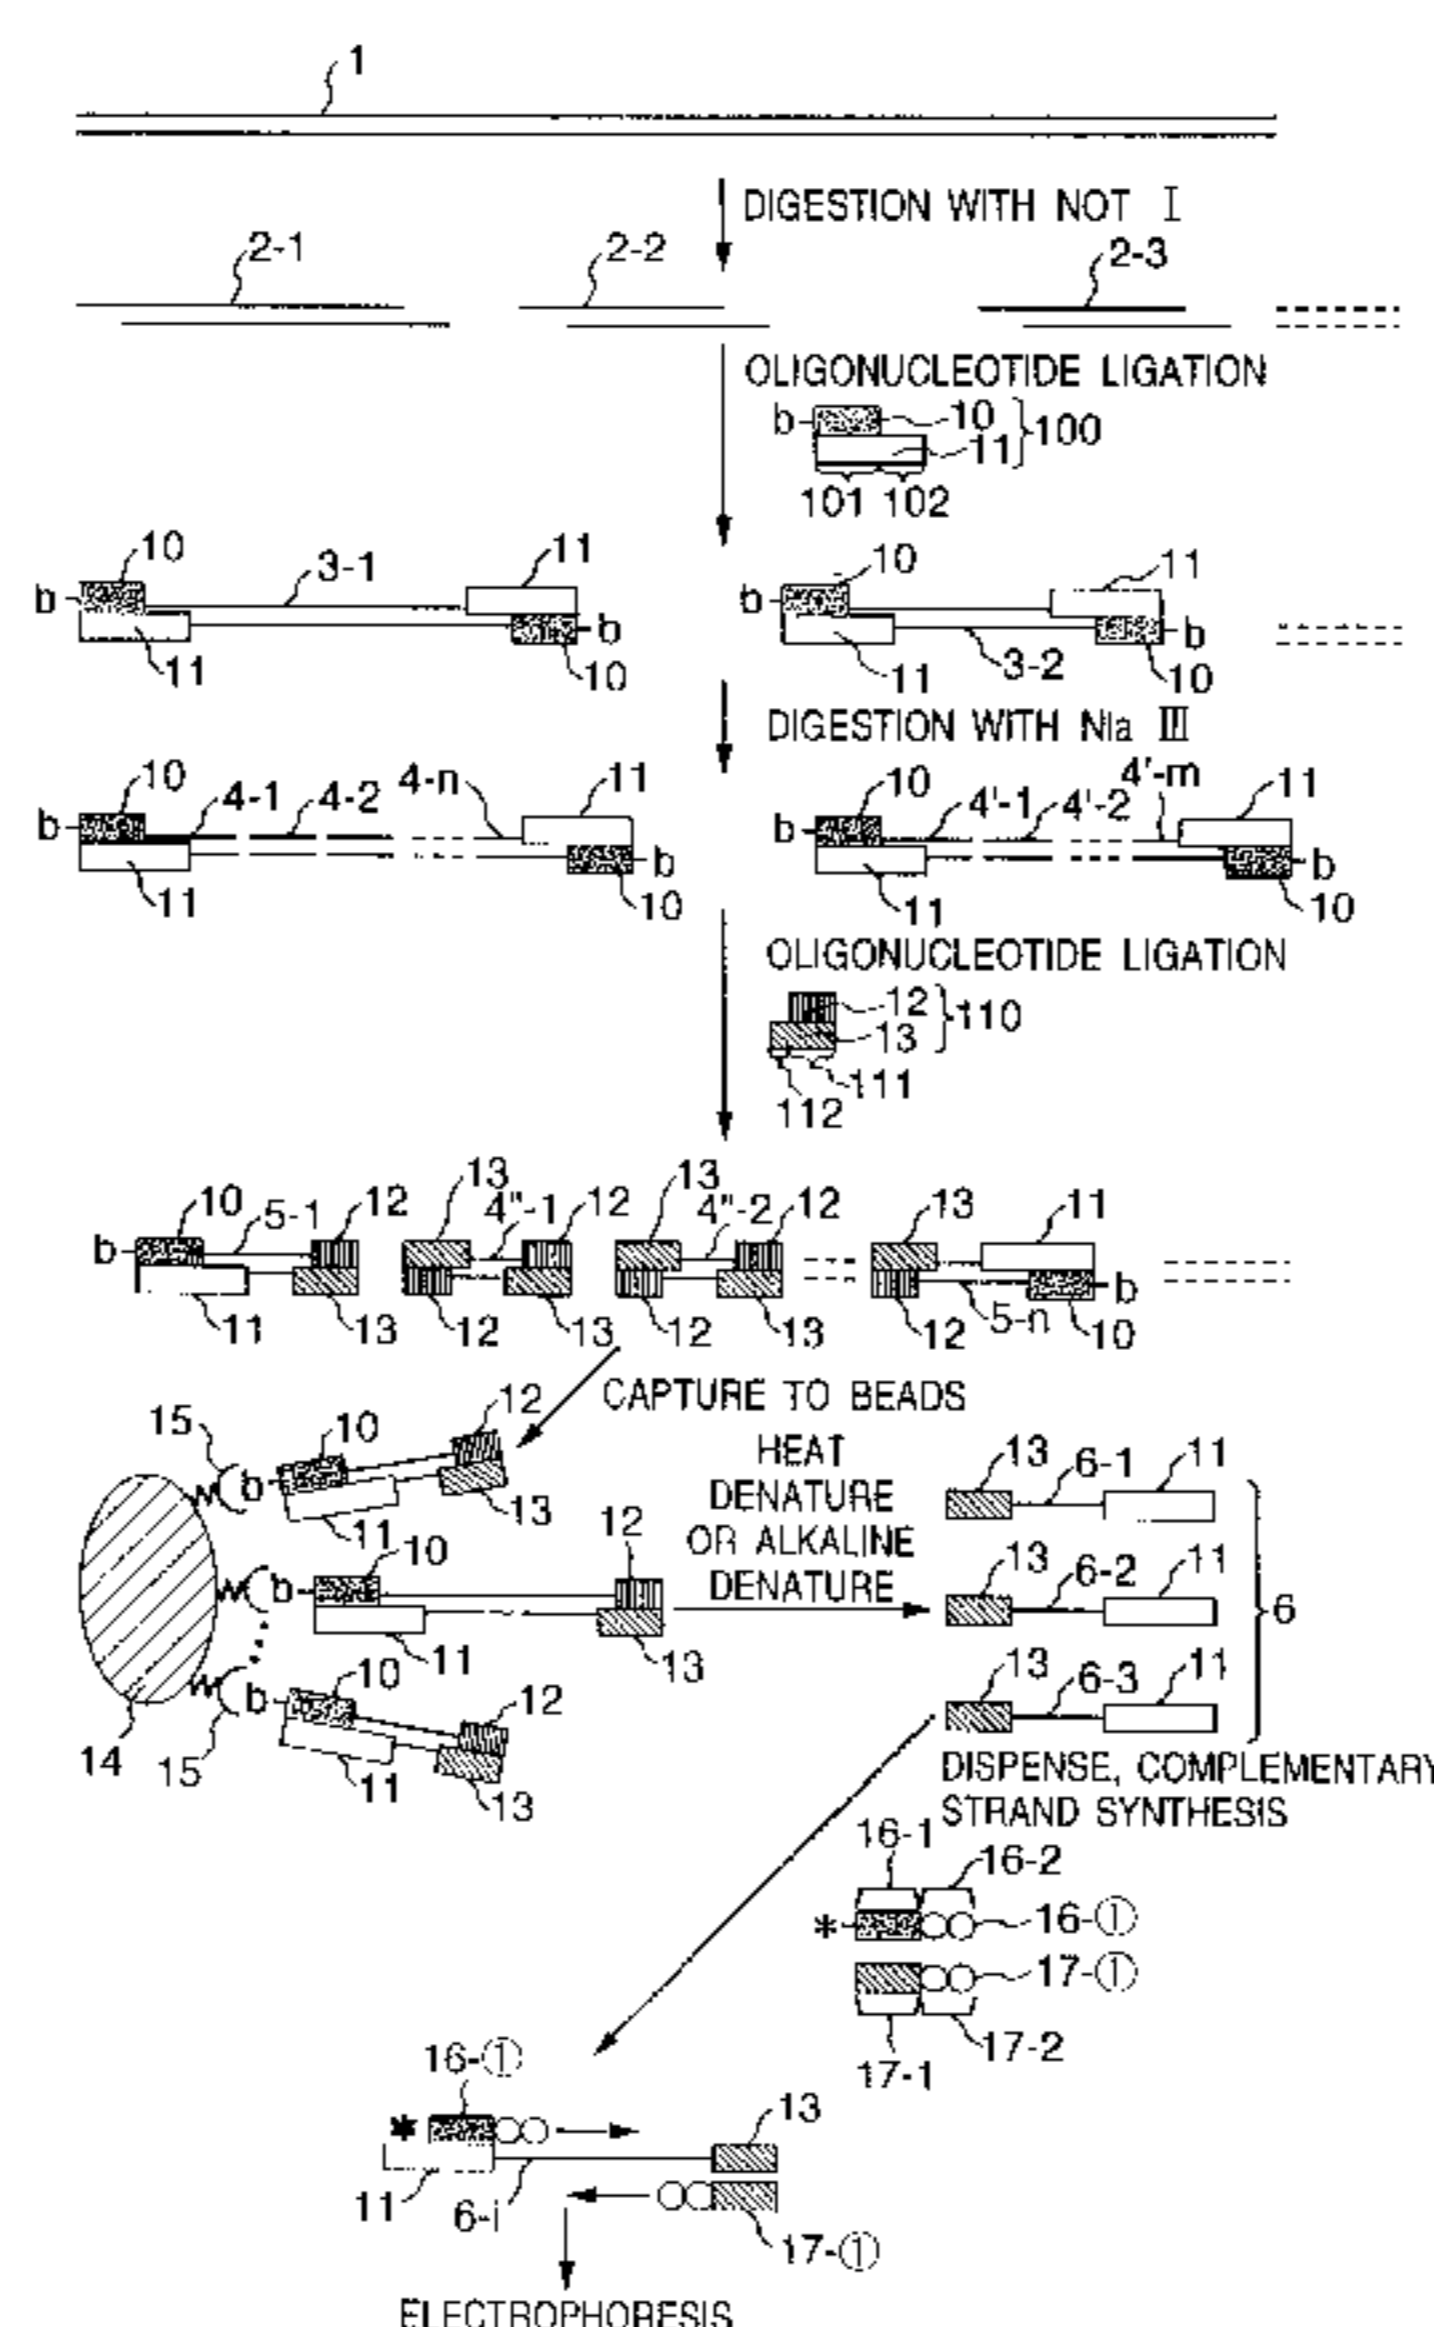 1
DIGESTION WITH NOT I
2-1 2-2 2-3
OLIGONUCLEOTIDE LIGATION
b 10 100
11
101 102
10 11 10 11
b 3-1 b
b b
11 10 11 3-2 10
DIGESTION WITH Nla III
10 4-1 4-2 4-n 11 10 4'-1 4'-2 4'-m 11
b b
b b
11 10 11 10
OLIGONUCLEOTIDE LIGATION
12 110
13
111
112
10 5-1 12 13 4"-1 12 13 4"-2 12 13 11
b b
11 13 12 13 12 13 12 5-n 10
CAPTURE TO BEADS
15 10 12
b
11 13
HEAT
DENATURE
OR ALKALINE
DENATURE
13 6-1 11
10 12
b
11 13
13 6-2 11
6
10 12
b
13 6-3 11
14 15 11 13
DISPENSE, COMPLEMENTARY
STRAND SYNTHESIS
16-1 16-2
* 16-①
17-①
17-1 17-2
16-①
* 13
11 6-i
17-①
ELECTROPHORESIS